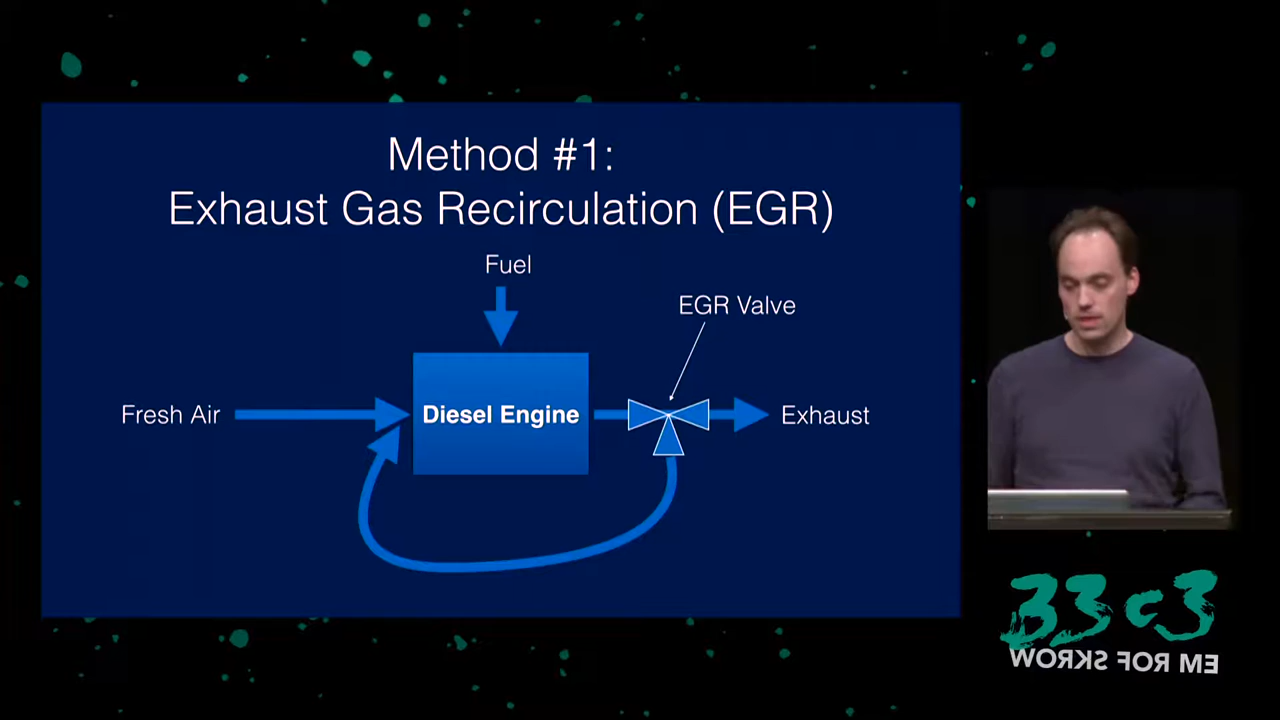 Method #1:
Exhaust Gas Recirculation (EGR)
Fuel
EGR Valve
Fresh Air
Diesel Engine
Exhaust
33c3
WORKS FOR ME